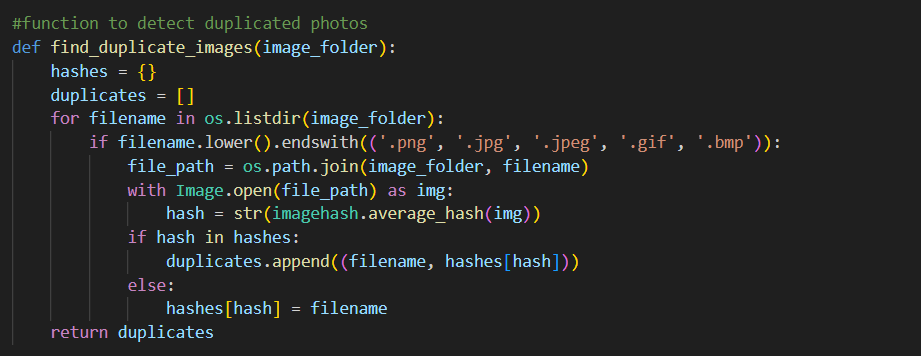 #function to detect duplicated photos
def find_duplicate_images(image_folder):
    hashes = {}
    duplicates = []
    for filename in os.listdir(image_folder):
        if filename.lower().endswith(('.png', '.jpg', '.jpeg', '.gif', '.bmp')):
            file_path = os.path.join(image_folder, filename)
            with Image.open(file_path) as img:
                hash = str(imagehash.average_hash(img))
            if hash in hashes:
                duplicates.append((filename, hashes[hash]))
            else:
                hashes[hash] = filename
    return duplicates